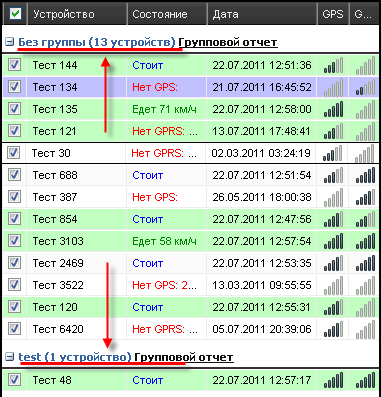 Устройство Состояние Дата GPS G...
Без группы (13 устройств) Групповой отчет
Тест 144 Стоит 22.07.2011 12:51:36
Тест 134 Нет GPS: 21.07.2011 16:45:52
Тест 135 Едет 71 км/ч 22.07.2011 12:58:00
Тест 121 Нет GPRS: ... 13.07.2011 17:48:41
Тест 30 Нет GPRS: ... 02.03.2011 03:24:19
Тест 688 Стоит 22.07.2011 12:51:54
Тест 387 Нет GPS: 26.05.2011 18:00:38
Тест 854 Стоит 22.07.2011 12:47:56
Тест 3103 Едет 58 км/ч 22.07.2011 12:57:54
Тест 2469 Стоит 22.07.2011 12:53:35
Тест 3522 Нет GPS: 2... 13.03.2011 09:55:55
Тест 120 Стоит 22.07.2011 12:55:31
Тест 6420 Нет GPRS: ... 05.07.2011 20:39:06
test (1 устройство) Групповой отчет
Тест 48 Стоит 22.07.2011 12:57:17